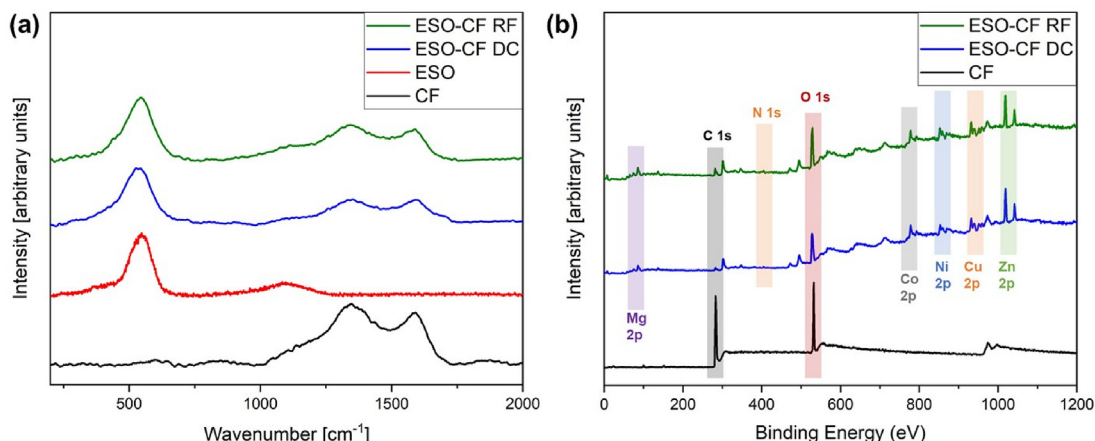 (a)
ESO-CF RF
ESO-CF DC
ESO
CF
Intensity [arbitrary units]
500
1000
1500
2000
Wavenumber [cm⁻¹]
(b)
ESO-CF RF
ESO-CF DC
CF
Intensity [arbitrary units]
Mg
2p
C 1s
N 1s
O 1s
Co
2p
Ni
2p
Cu
2p
Zn
2p
0
200
400
600
800
1000
1200
Binding Energy (eV)